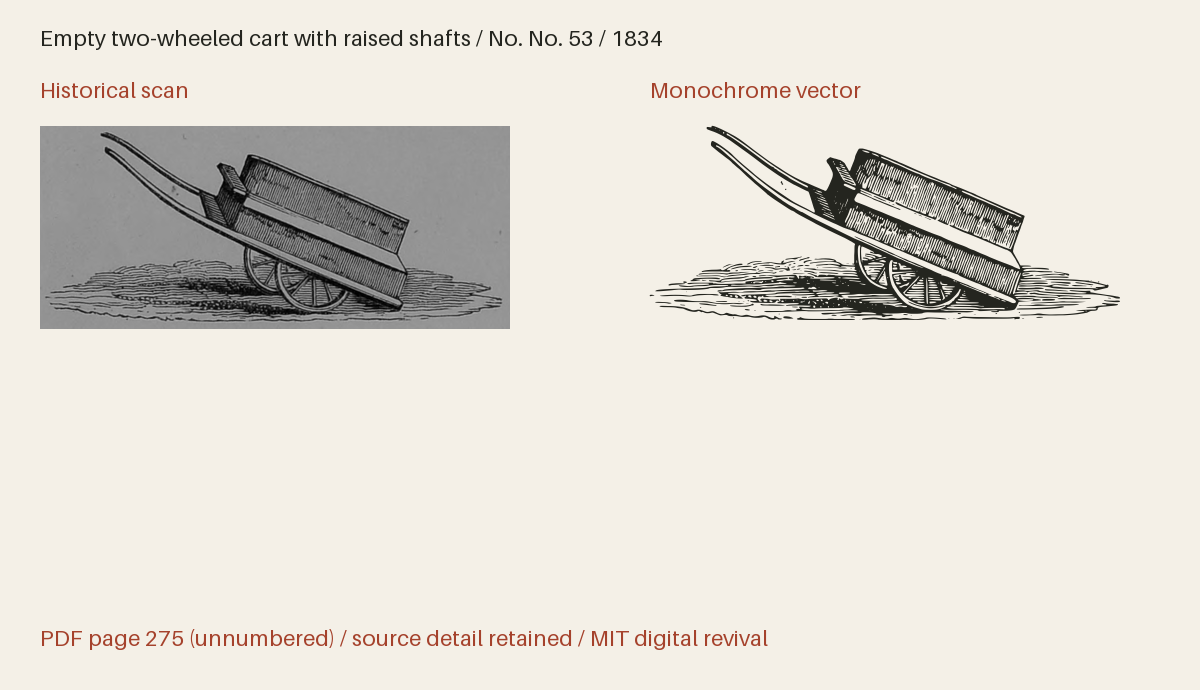 Empty two-wheeled cart with raised shafts / No. No. 53 / 1834
Historical scan
Monochrome vector
PDF page 275 (unnumbered) / source detail retained / MIT digital revival